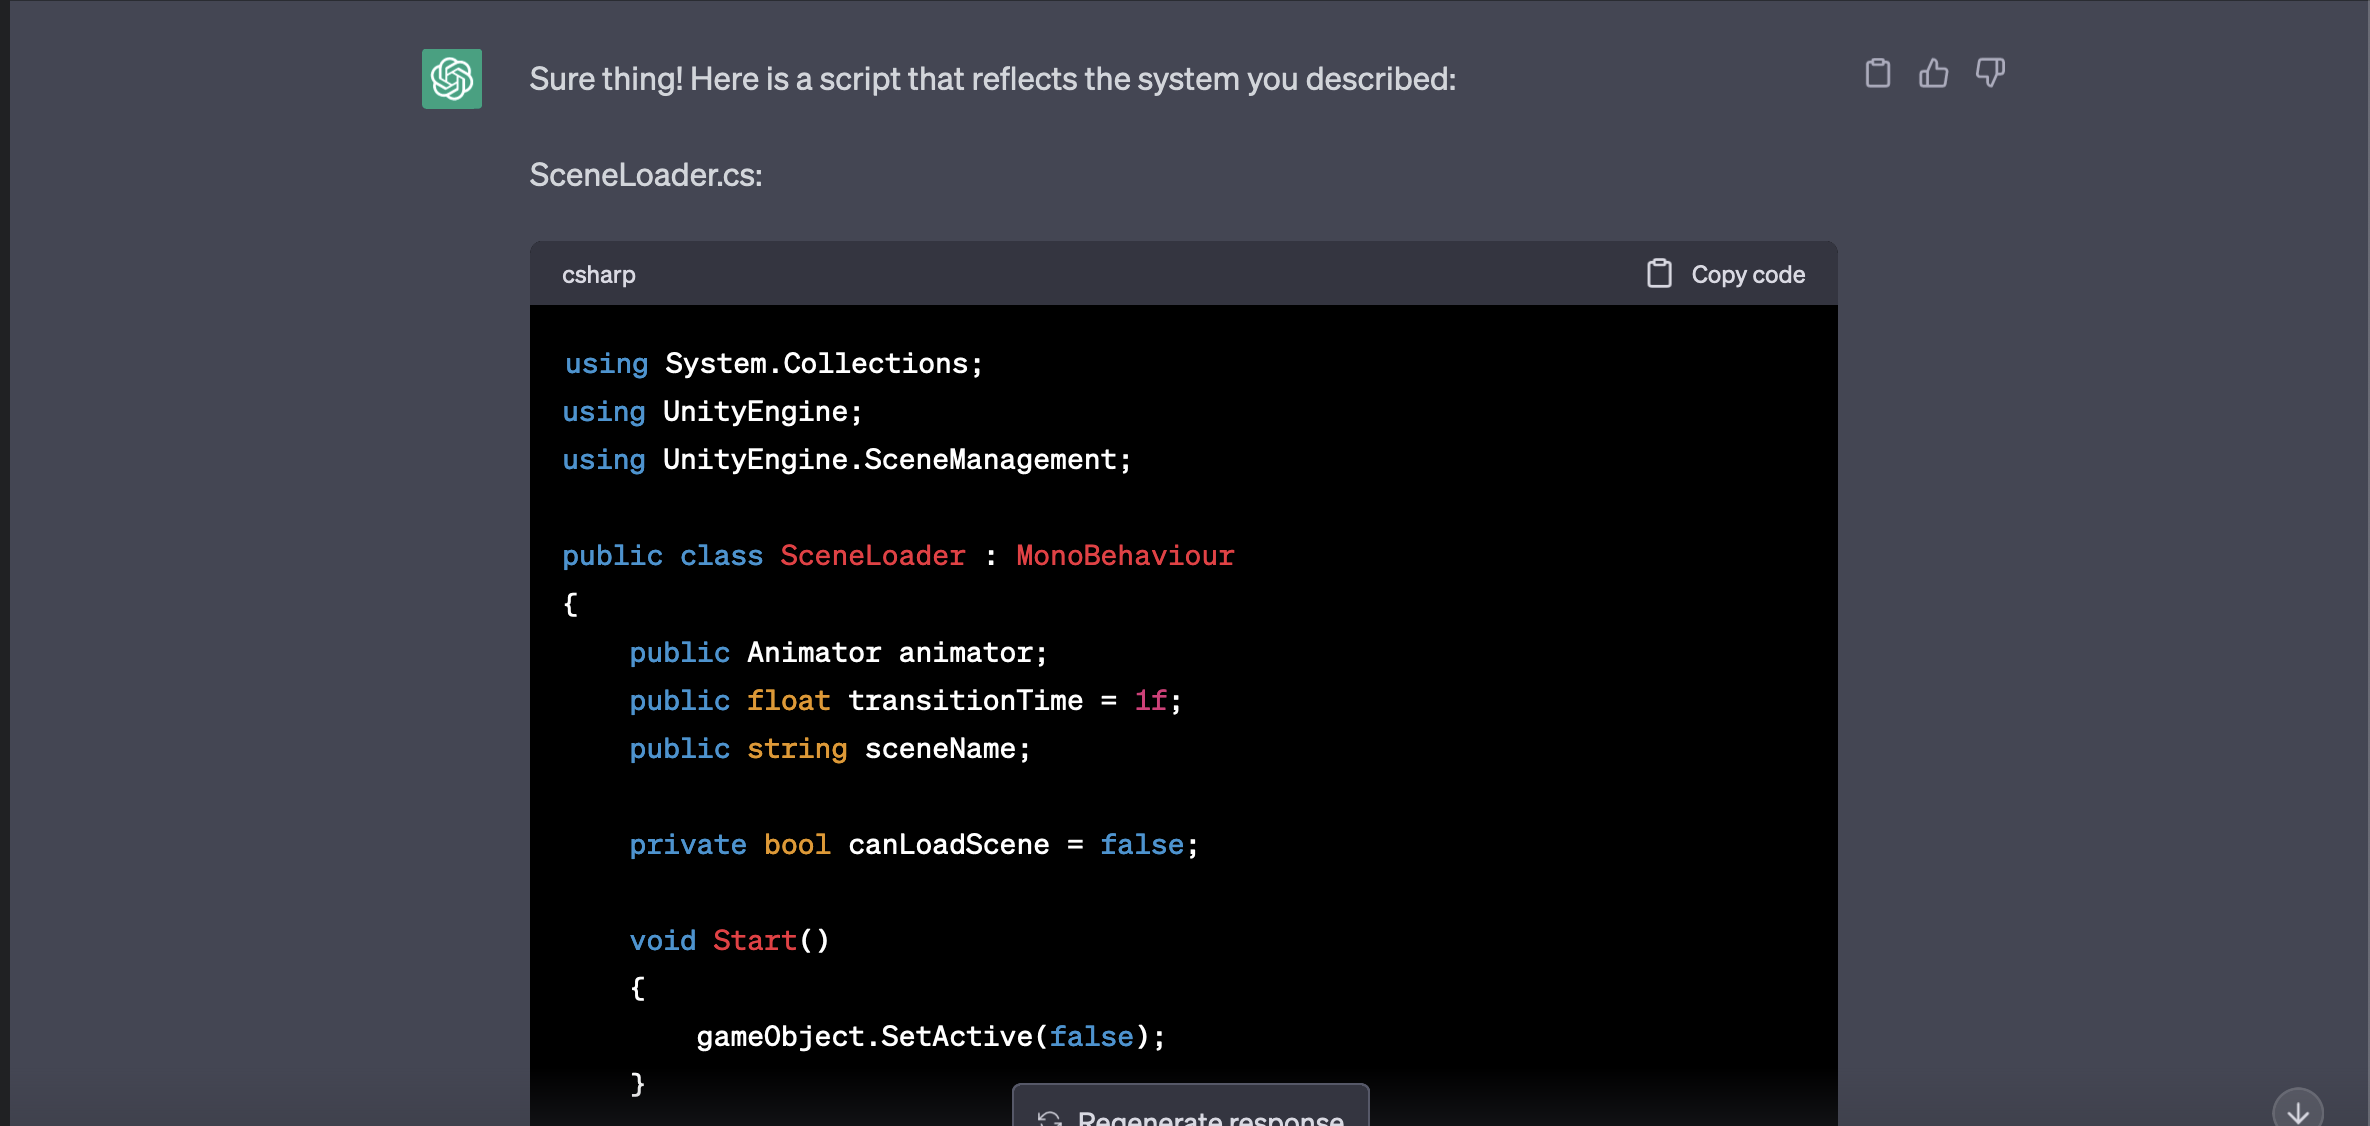 Sure thing! Here is a script that reflects the system you described:
SceneLoader.cs:
csharp
Copy code
using System.Collections;
using UnityEngine;
using UnityEngine.SceneManagement;
public class SceneLoader : MonoBehaviour
{
    public Animator animator;
    public float transitionTime = 1f;
    public string sceneName;
    private bool canLoadScene = false;
    void Start()
    {
        gameObject.SetActive(false);
    }
Regenerate response